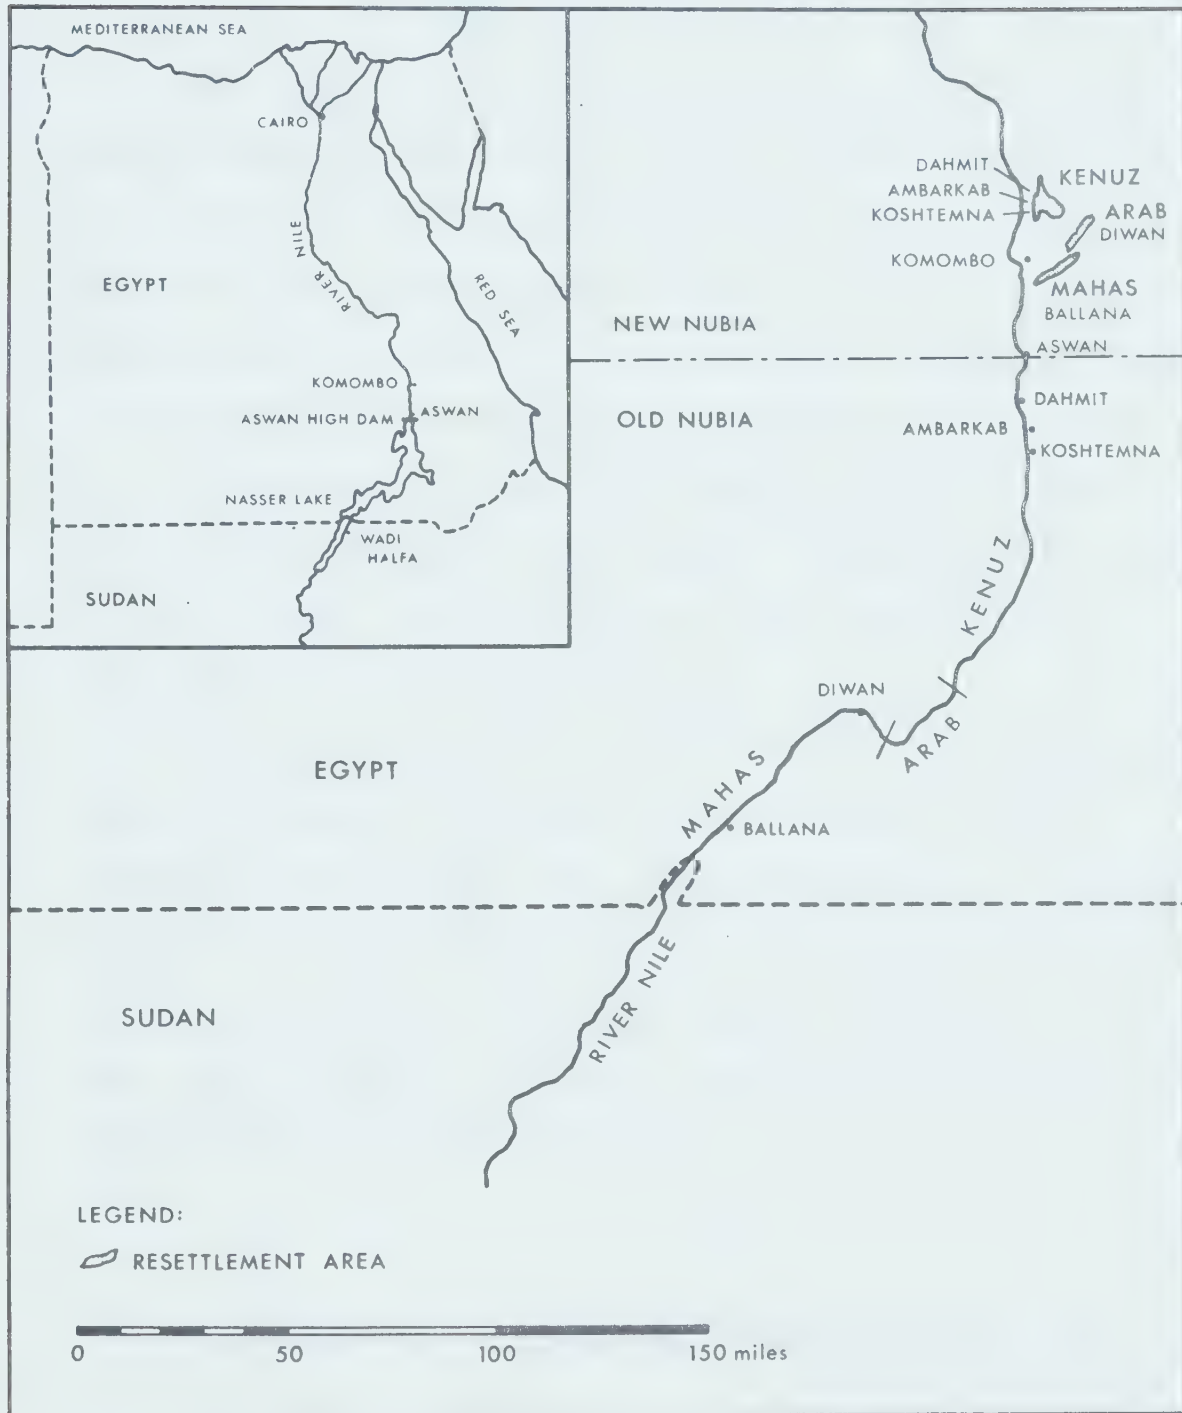 MEDITERRANEAN SEA
CAIRO
RIVER NILE
EGYPT
RED SEA
KOMOMBO
ASWAN HIGH DAM
ASWAN
NASSER LAKE
WADI
HALFA
SUDAN
DAHMIT
KENUZ
AMBARKAB
KOSHTEMNA
ARAB
DIWAN
KOMOMBO
MAHAS
BALLANA
NEW NUBIA
ASWAN
OLD NUBIA
DAHMIT
AMBARKAB
KOSHTEMNA
KENUZ
DIWAN
ARAB
EGYPT
MAHAS
BALLANA
RIVER NILE
SUDAN
LEGEND:
RESETTLEMENT AREA
0 50 100 150 miles